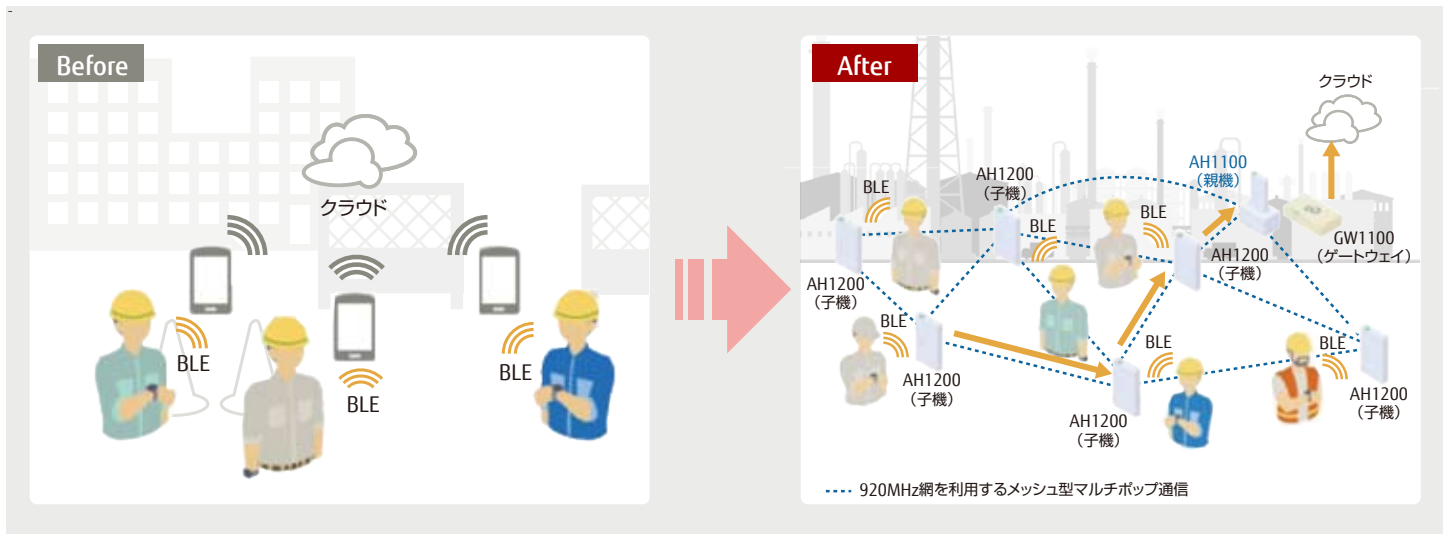 Before
クラウド
BLE
BLE
BLE
After
クラウド
AH1100
（親機）
AH1200
（子機）
BLE
BLE
BLE
GW1100
（ゲートウェイ）
AH1200
（子機）
AH1200
（子機）
BLE
BLE
BLE
AH1200
（子機）
AH1200
（子機）
AH1200
（子機）
920MHz網を利用するメッシュ型マルチポップ通信